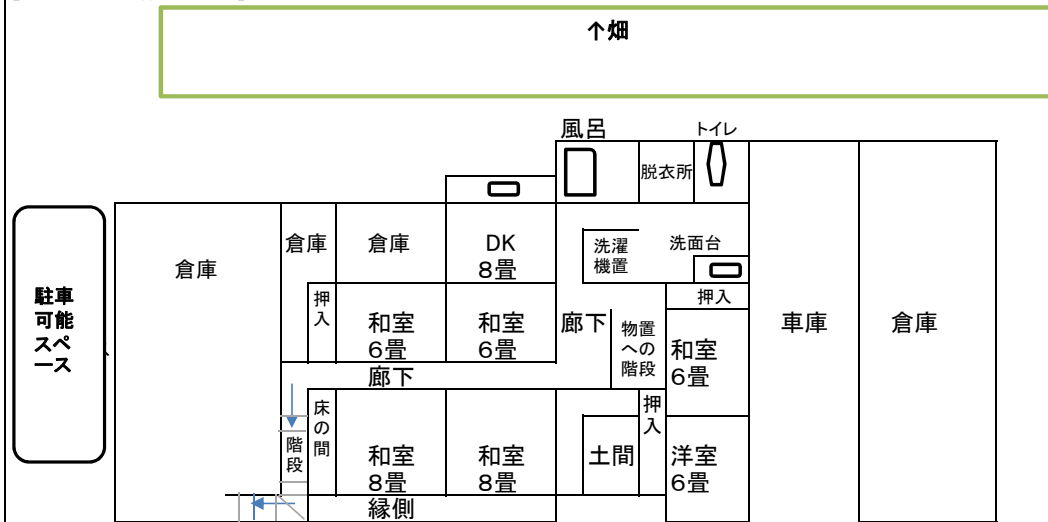 ↑畑
風呂
トイレ
脱衣所
倉庫
倉庫
倉庫
DK
8畳
洗濯
機置
洗面台
駐車
可能
スペ
ース
押
入
和室
6畳
和室
6畳
廊下
物置
への
階段
押入
和室
6畳
車庫
倉庫
廊下
床
の
間
階
段
和室
8畳
和室
8畳
土間
押
入
洋室
6畳
縁側